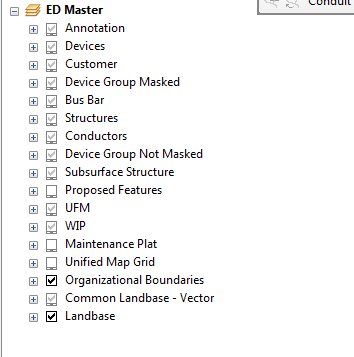 Conduit
ED Master
Annotation
Devices
Customer
Device Group Masked
Bus Bar
Structures
Conductors
Device Group Not Masked
Subsurface Structure
Proposed Features
UFM
WIP
Maintenance Plat
Unified Map Grid
Organizational Boundaries
Common Landbase - Vector
Landbase